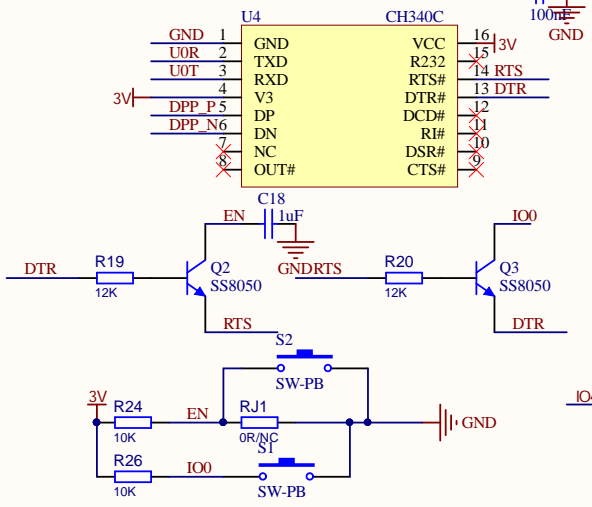 100nF
GND
U4 CH340C
GND 1 GND VCC 16 3V
U0R 2 TXD R232 15
U0T 3 RXD RTS# 14 RTS
3V 4 V3 DTR# 13 DTR
DPP_P 5 DP DCD# 12
DPP_N 6 DN RI# 11
7 NC DSR# 10
8 OUT# CTS# 9
C18
EN 1uF IO0
DTR R19 Q2 GND RTS R20 Q3
12K SS8050 12K SS8050
RTS DTR
S2
SW-PB
3V R24 EN RJ1 GND
10K 0R/NC
R26 IO0 S1
10K SW-PB